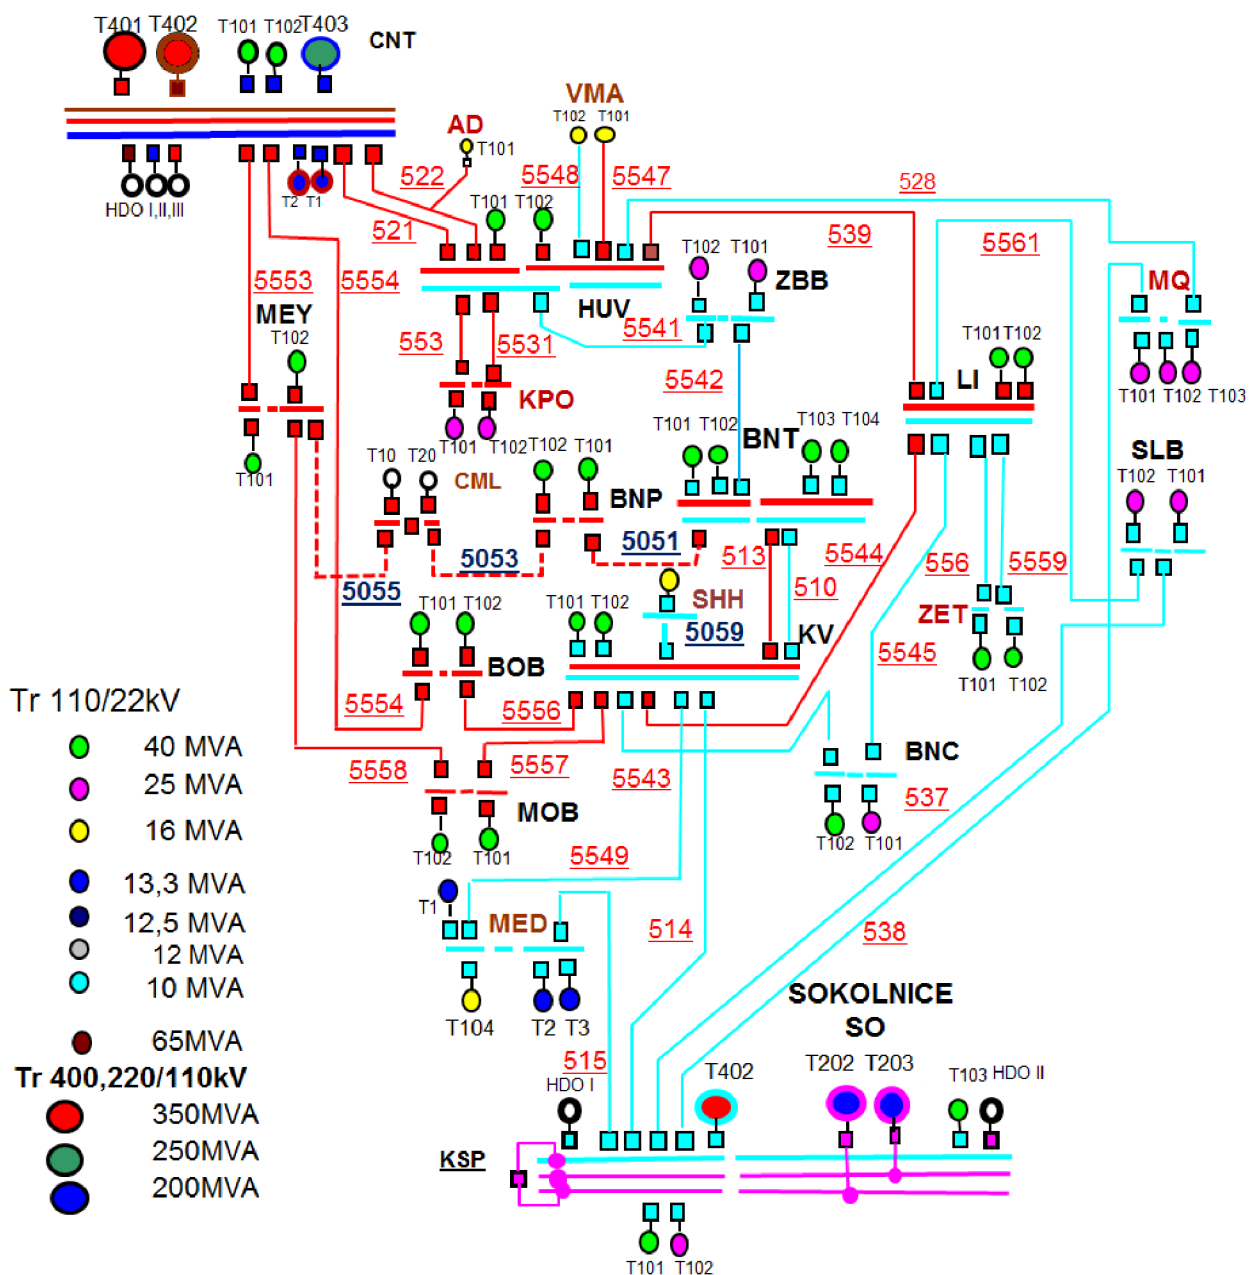 T401 T402 T101 T102 T403 CNT
VMA
T102 T101
AD
T101
522 5548 5547 528
HDO I,II,III T2 T1
T101 T102
521 539 5561
T102 T101 ZBB
5553 5554 MQ
MEY HUV 5541
T102
553 5531 T101 T102
5542 LI
KPO T101 T102 T103
T101 T102 T103 T104
T101 T102 T102 T101 BNT SLB
T101 T10 T20 CML T102 T101
BNP
5053 5051 513 5544
5055 SHH 510 556 5559
T101 T102 T101 T102 5059 KV ZET
BOB 5545
T101 T102
Tr 110/22kV 5554 5556
40 MVA 5558 5557 5543 BNC
25 MVA 537
16 MVA MOB
T102 T101 T102 T101
5549
13,3 MVA T1
12,5 MVA MED 514 538
12 MVA
10 MVA SOKOLNICE
T104 T2 T3 SO
65MVA 515 T402 T202 T203
Tr 400,220/110kV HDO I T103 HDO II
350MVA
250MVA KSP
200MVA
T101 T102